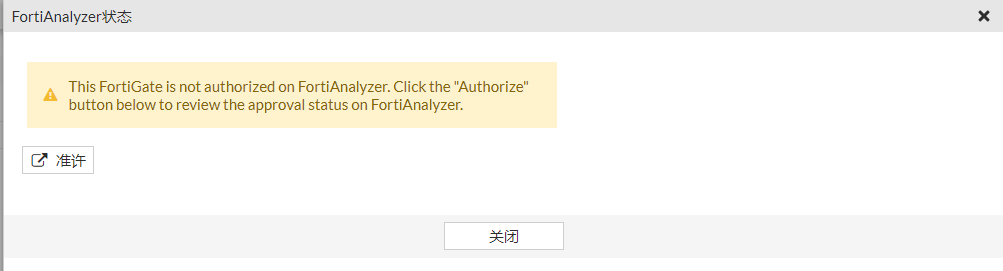 FortiAnalyzer状态
This FortiGate is not authorized on FortiAnalyzer. Click the "Authorize"
button below to review the approval status on FortiAnalyzer.
准许
关闭